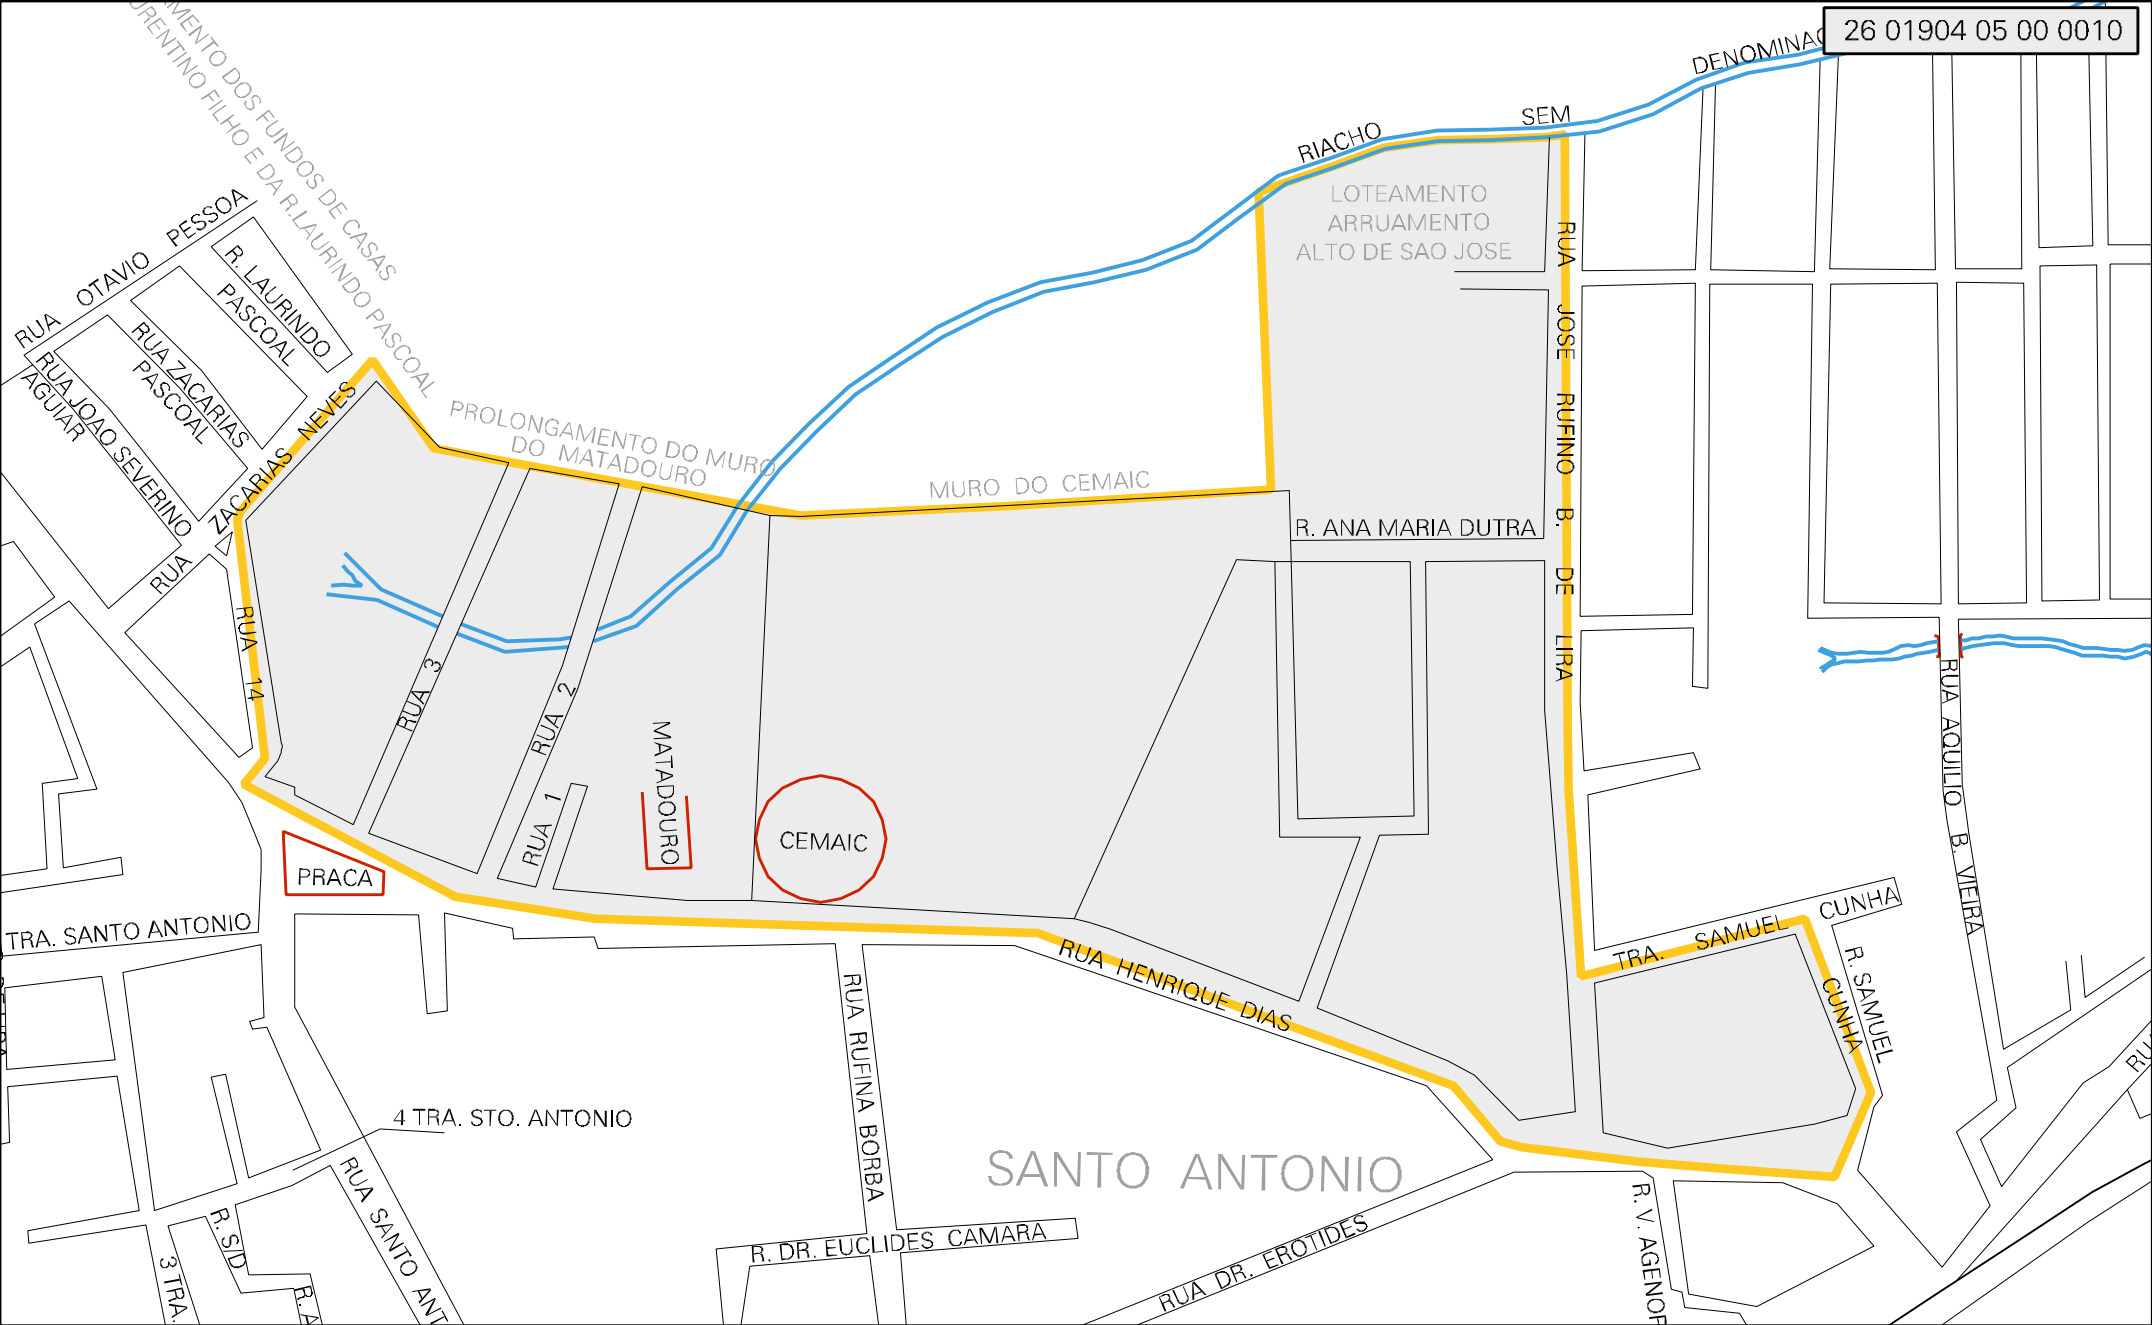 26 01904 05 00 0010
DENOMINAC
SEM
RIACHO
MENTO DOS FUNDOS DE CASAS
RENTINO FILHO E DA R.LAURINDO PASCOAL
LOTEAMENTO
ARRUAMENTO
ALTO DE SAO JOSE
RUA OTAVIO PESSOA
R. LAURINDO
PASCOAL
RUA ZACARIAS
PASCOAL
RUA JOAO SEVERINO
AGUIAR
RUA ZACARIAS NEVES
PROLONGAMENTO DO MURO
DO MATADOURO
MURO DO CEMAIC
R. ANA MARIA DUTRA
RUA JOSE RUFINO B. DE LIRA
RUA 14
RUA 3
RUA 2
RUA 1
MATADOURO
CEMAIC
PRACA
RUA AQUILIO B. VIEIRA
TRA. SANTO ANTONIO
TRA. SAMUEL CUNHA
R. SAMUEL
CUNHA
RUA HENRIQUE DIAS
RUA RUFINA BORBA
4 TRA. STO. ANTONIO
SANTO ANTONIO
RUA SANTO ANT
R. S/D
3 TRA.
R. A
R. DR. EUCLIDES CAMARA
RUA DR. EROTIDES
R. V. AGENOR
RU